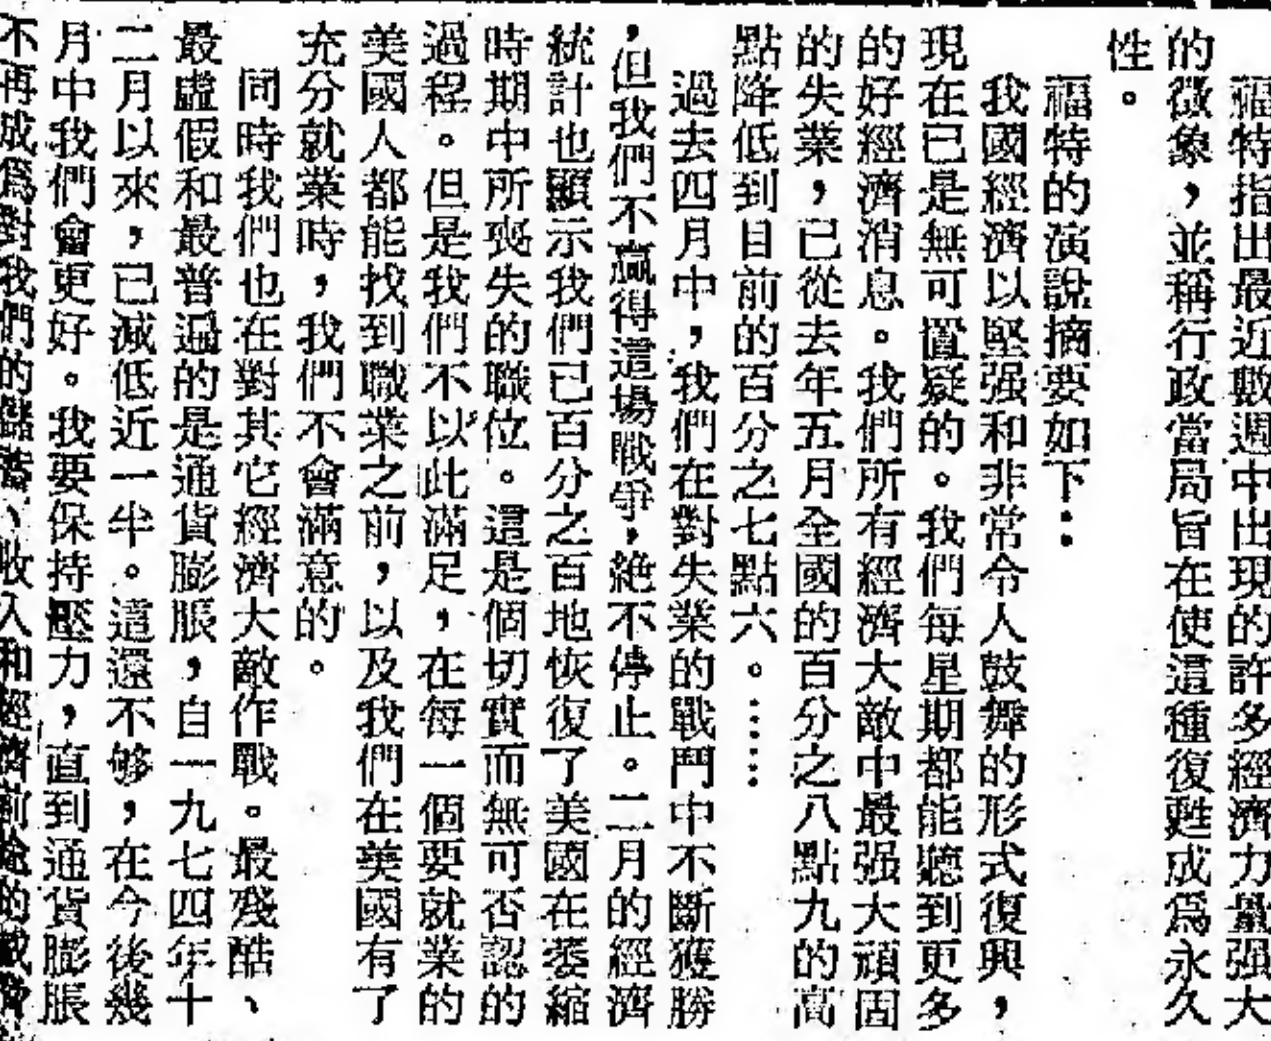 福特指出最近數週中出現的許多經濟力量强大
的徵象，並稱行政當局旨在使這種復甦成爲永久
性。
福特的演說摘要如下：
我國經濟以堅强和非常令人鼓舞的形式復興，
現在已是無可置疑的。我們每星期都能聽到更多
的好經濟消息。我們所有經濟大敵中最强大頑固
的失業，已從去年五月全國的百分之八點九的高
點降低到目前的百分之七點六。……
過去四月中，我們在對失業的戰鬥中不斷獲勝
，但我們不贏得這場戰爭，絶不停止。二月的經濟
統計也顯示我們已百分之百地恢復了美國在萎縮
時期中所喪失的職位。這是個切實而無可否認的
過程。但是我們不以此滿足，在每一個要就業的
美國人都能找到職業之前，以及我們在美國有了
充分就業時，我們不會滿意的。
同時我們也在對其它經濟大敵作戰。最殘酷、
最虛假和最普遍的是通貨膨脹，自一九七四年十
二月以來，已減低近一半。這還不够，在今後幾
月中我們會更好。我要保持壓力，直到通貨膨脹
不再成爲對我們的儲蓄、收入和經濟前途的威脅